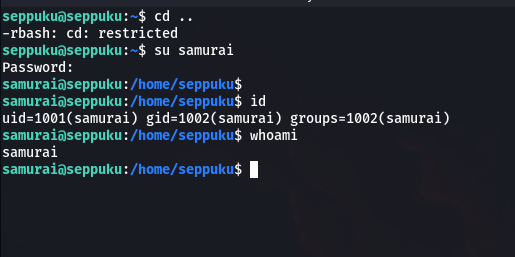 seppuku@seppuku:~$ cd ..
-rbash: cd: restricted
seppuku@seppuku:~$ su samurai
Password:
samurai@seppuku:/home/seppuku$
samurai@seppuku:/home/seppuku$ id
uid=1001(samurai) gid=1002(samurai) groups=1002(samurai)
samurai@seppuku:/home/seppuku$ whoami
samurai
samurai@seppuku:/home/seppuku$